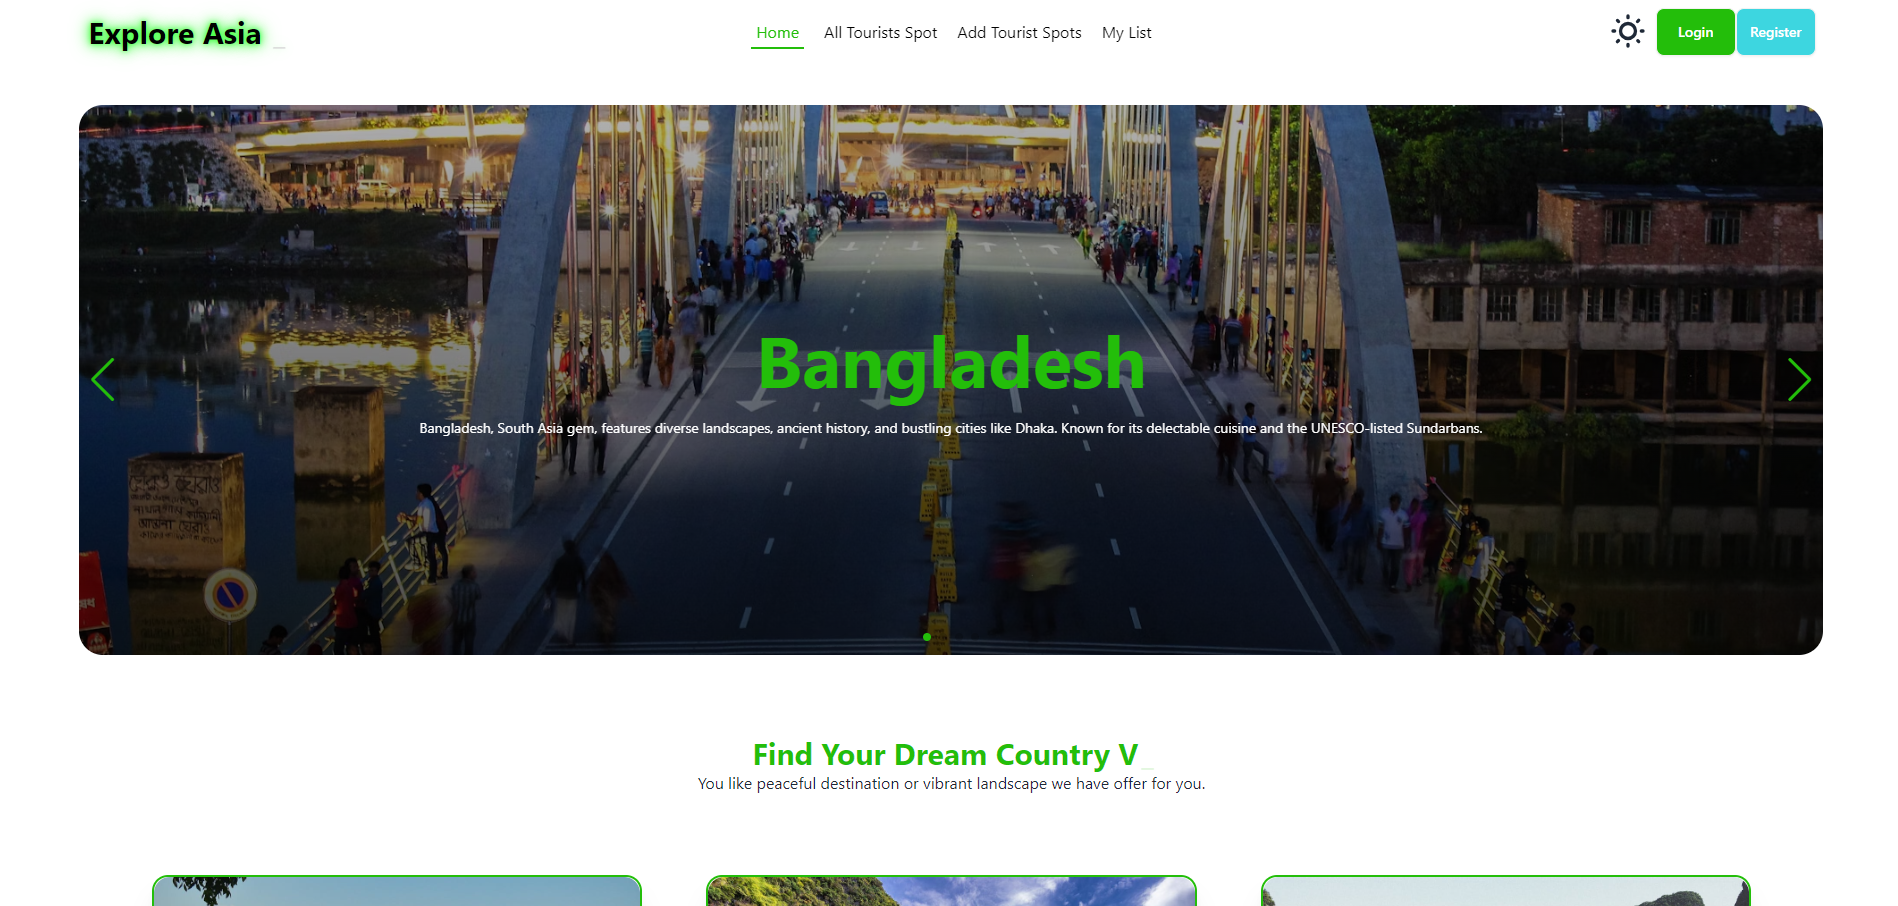 Explore Asia _
Home
All Tourists Spot
Add Tourist Spots
My List
Login
Register
Bangladesh
Bangladesh, South Asia gem, features diverse landscapes, ancient history, and bustling cities like Dhaka. Known for its delectable cuisine and the UNESCO-listed Sundarbans.
ঘেরাও ঘেরাও
Find Your Dream Country V_
You like peaceful destination or vibrant landscape we have offer for you.